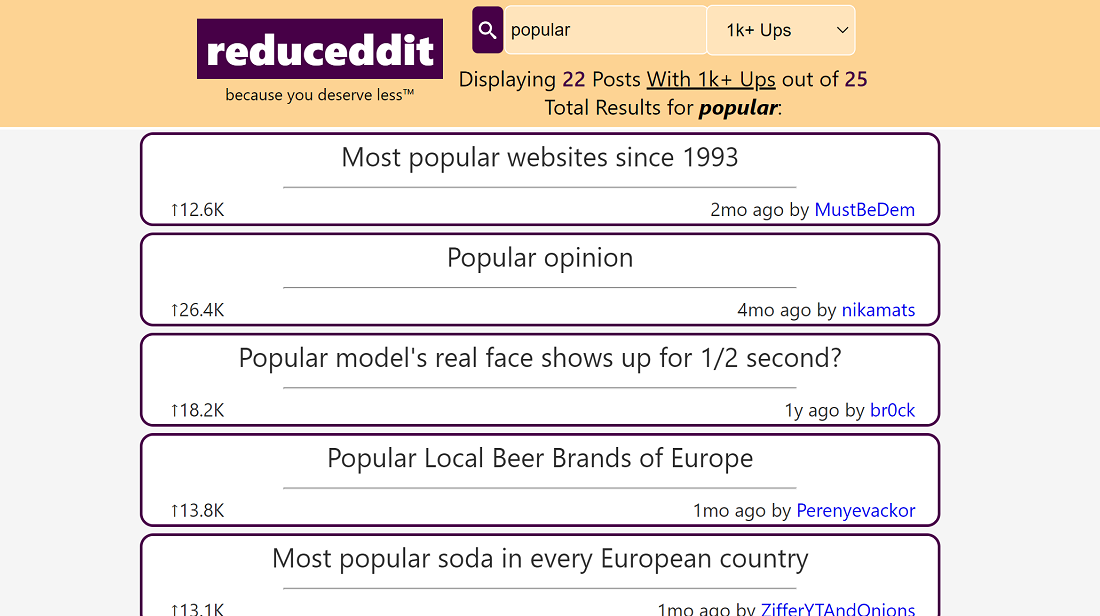 reduceddit
because you deserve less™
popular
1k+ Ups
Displaying 22 Posts With 1k+ Ups out of 25
Total Results for popular:
Most popular websites since 1993
↑12.6K
2mo ago by MustBeDem
Popular opinion
↑26.4K
4mo ago by nikamats
Popular model's real face shows up for 1/2 second?
↑18.2K
1y ago by br0ck
Popular Local Beer Brands of Europe
↑13.8K
1mo ago by Perenyevackor
Most popular soda in every European country
↑13.1K
1mo ago by ZifferYTAndOnions